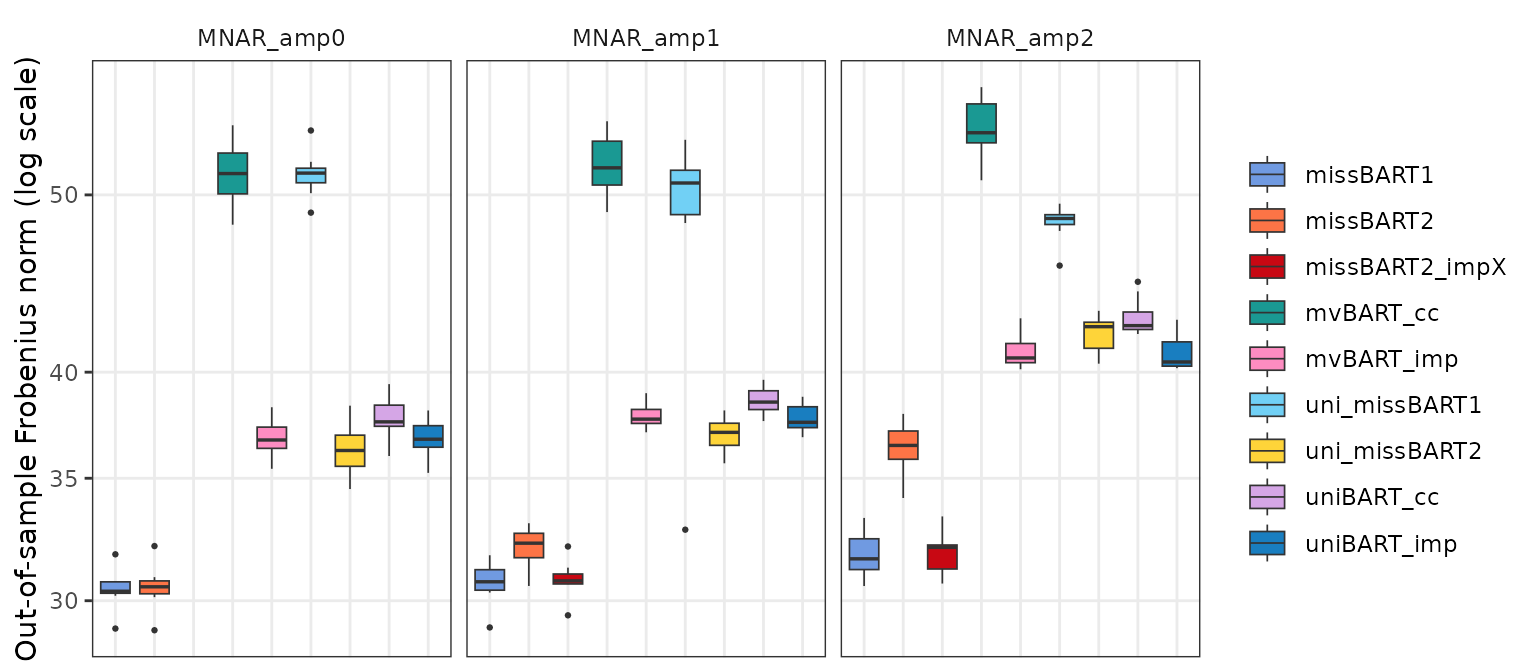 MNAR_amp0
MNAR_amp1
MNAR_amp2
Out-of-sample Frobenius norm (log scale)
50
40
35
30
missBART1
missBART2
missBART2_impX
mvBART_cc
mvBART_imp
uni_missBART1
uni_missBART2
uniBART_cc
uniBART_imp